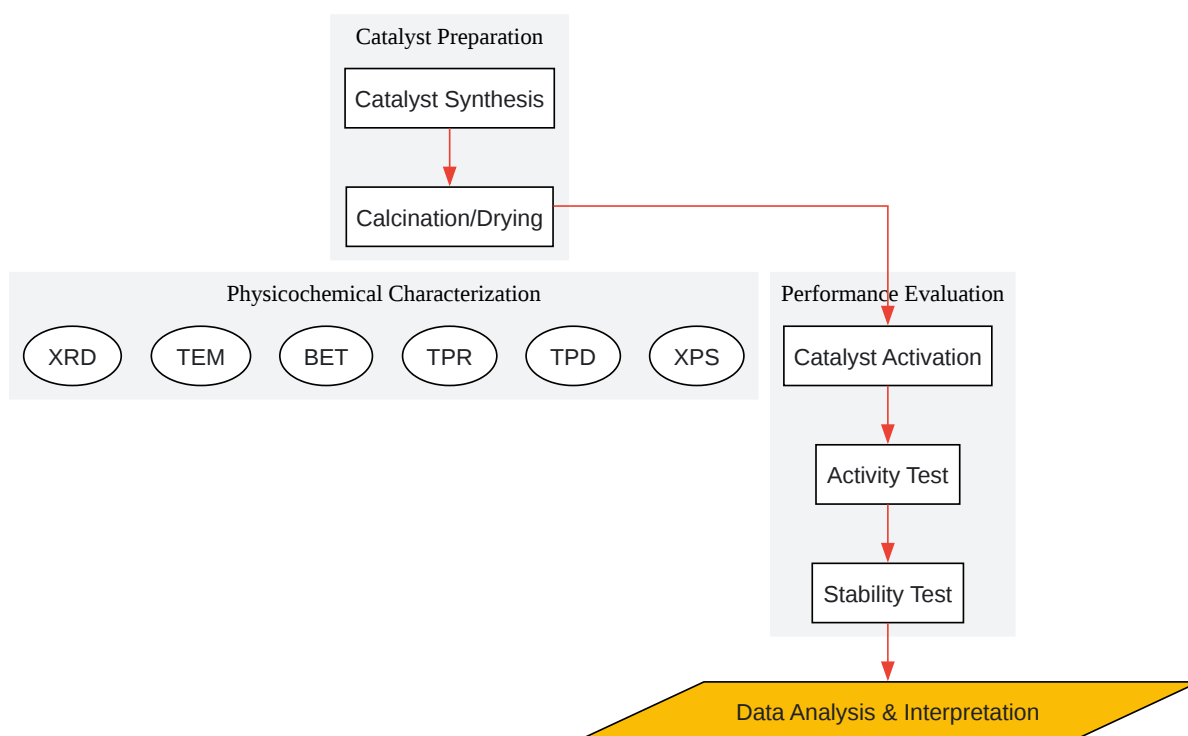 Catalyst Preparation
Catalyst Synthesis
Calcination/Drying
Physicochemical Characterization
XRD
TEM
BET
TPR
TPD
XPS
Performance Evaluation
Catalyst Activation
Activity Test
Stability Test
Data Analysis & Interpretation